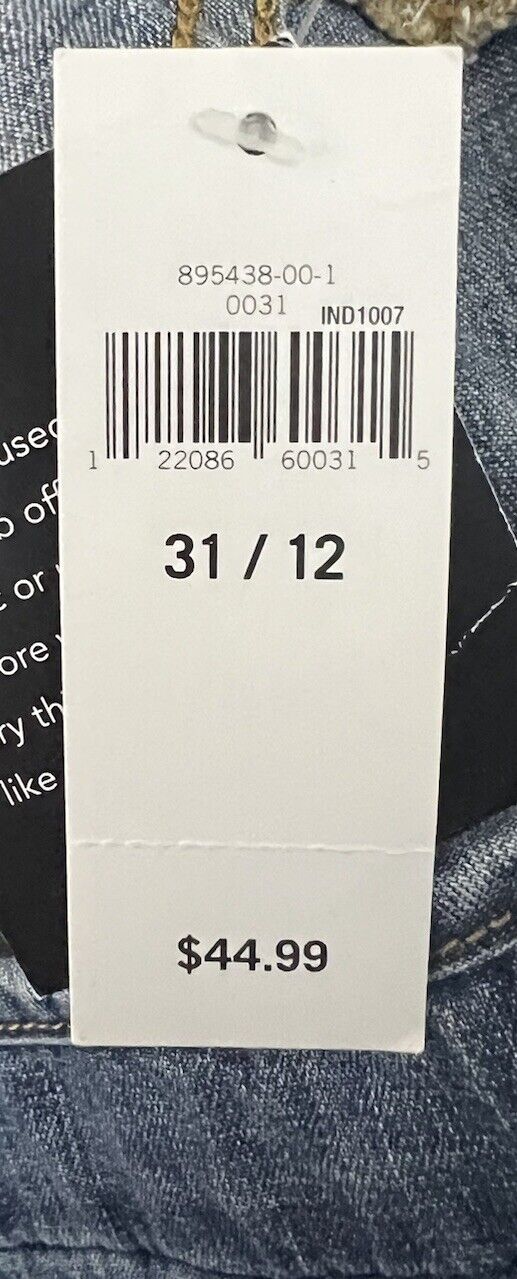 895438-00-1
0031 IND1007
1 22086 60031 5
31 / 12
$44.99
used
off
or
ore
ry th
like